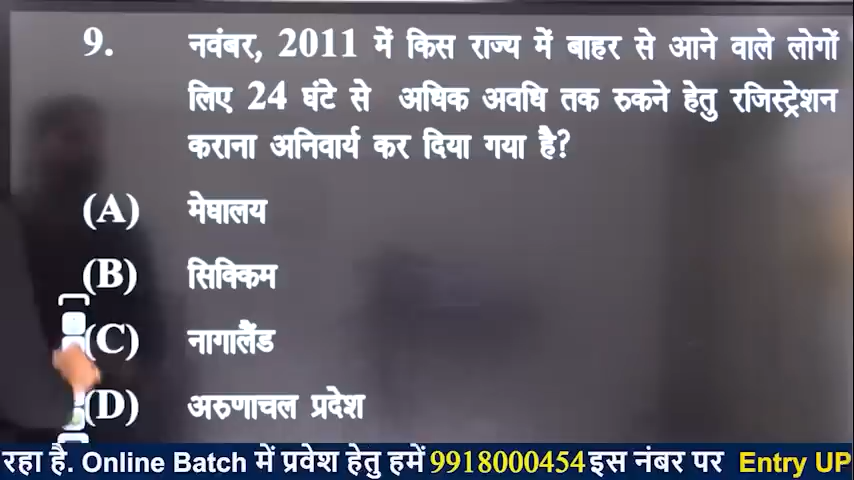 9. नवंबर, 2011 में किस राज्य में बाहर से आने वाले लोगों
लिए 24 घंटे से अधिक अवधि तक रुकने हेतु रजिस्ट्रेशन
कराना अनिवार्य कर दिया गया है?
(A) मेघालय
(B) सिक्किम
(C) नागालैंड
(D) अरुणाचल प्रदेश
रहा है. Online Batch में प्रवेश हेतु हमें 9918000454 इस नंबर पर Entry UP